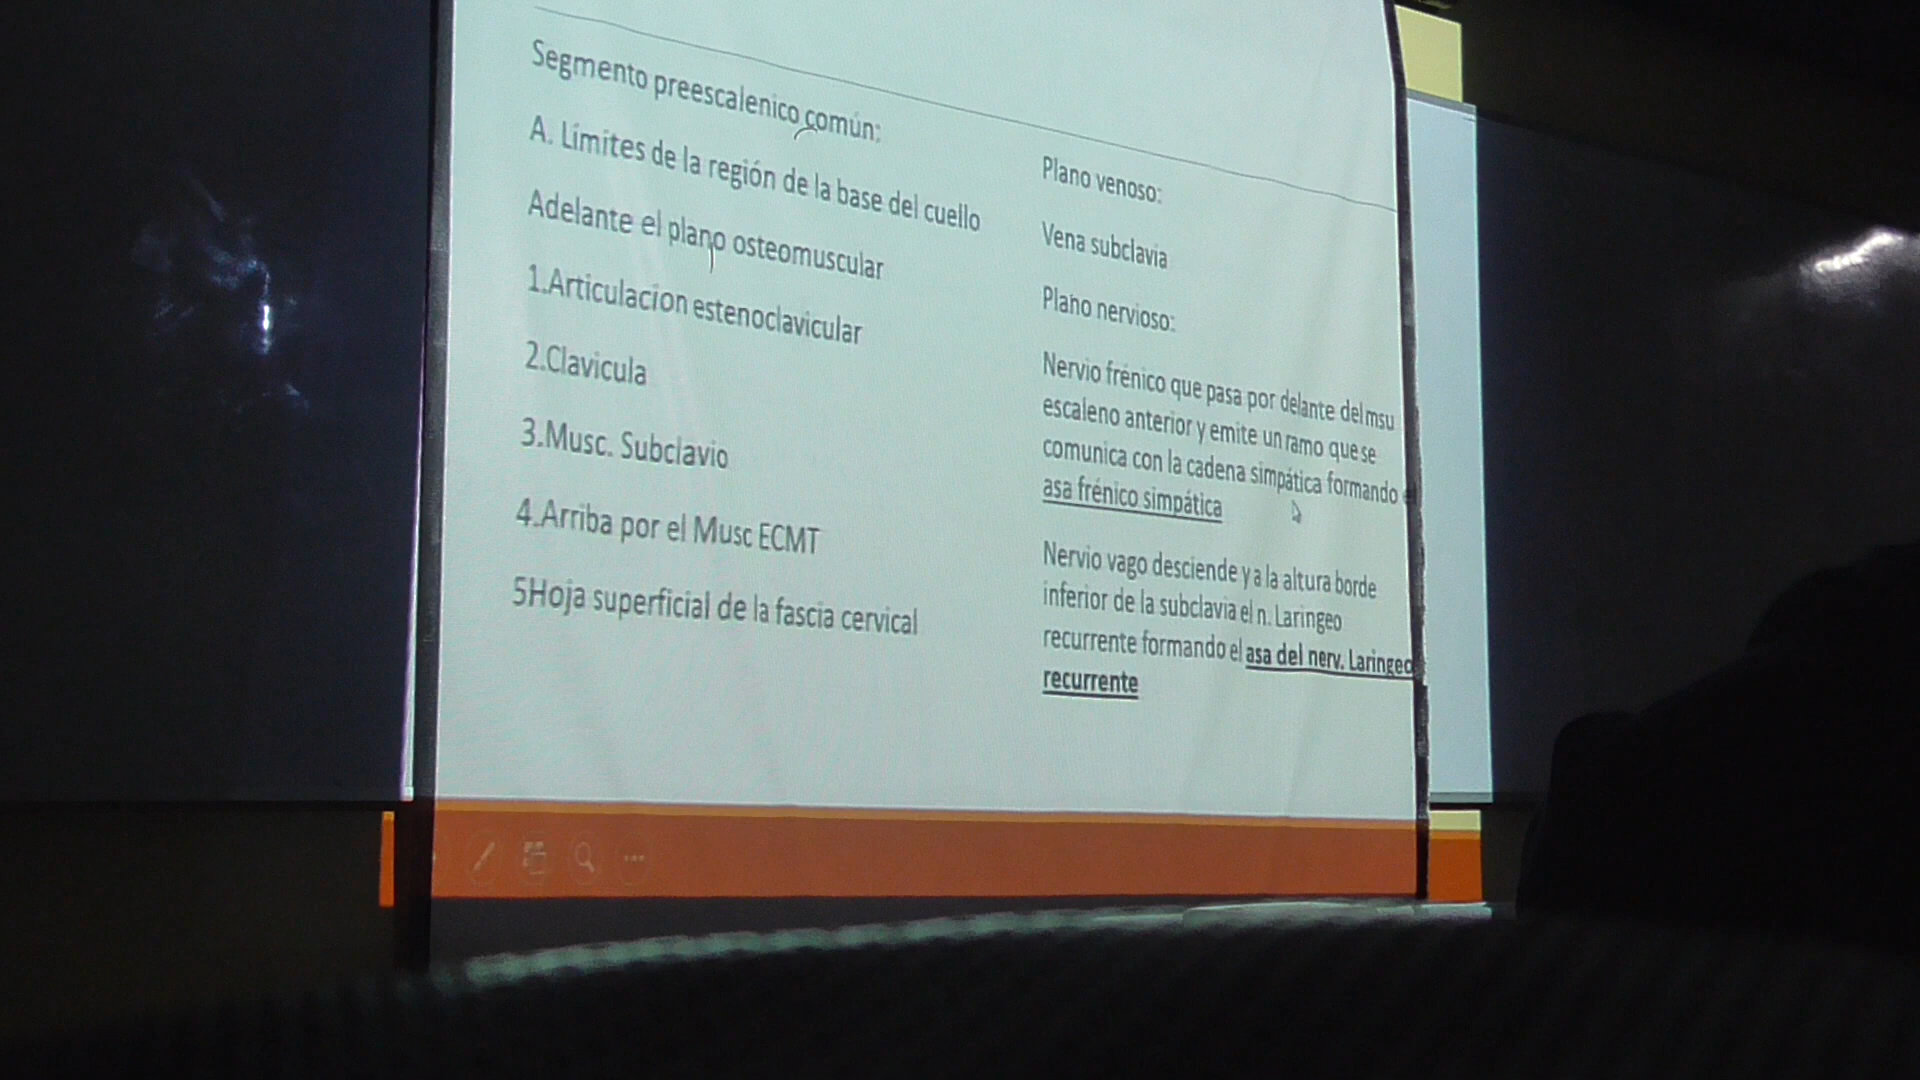 Segmento preescalenico común:
A. Límites de la región de la base del cuello
Adelante el plano osteomuscular
1.Articulacion estenoclavicular
2.Clavicula
3.Musc. Subclavio
4.Arriba por el Musc ECMT
5Hoja superficial de la fascia cervical
Plano venoso:
Vena subclavia
Plano nervioso:
Nervio frénico que pasa por delante del msu
escaleno anterior y emite un ramo que se
comunica con la cadena simpática formando
asa frénico simpática
Nervio vago desciende y a la altura borde
inferior de la subclavia el n. Laringeo
recurrente formando el asa del nerv. Laringeo
recurrente